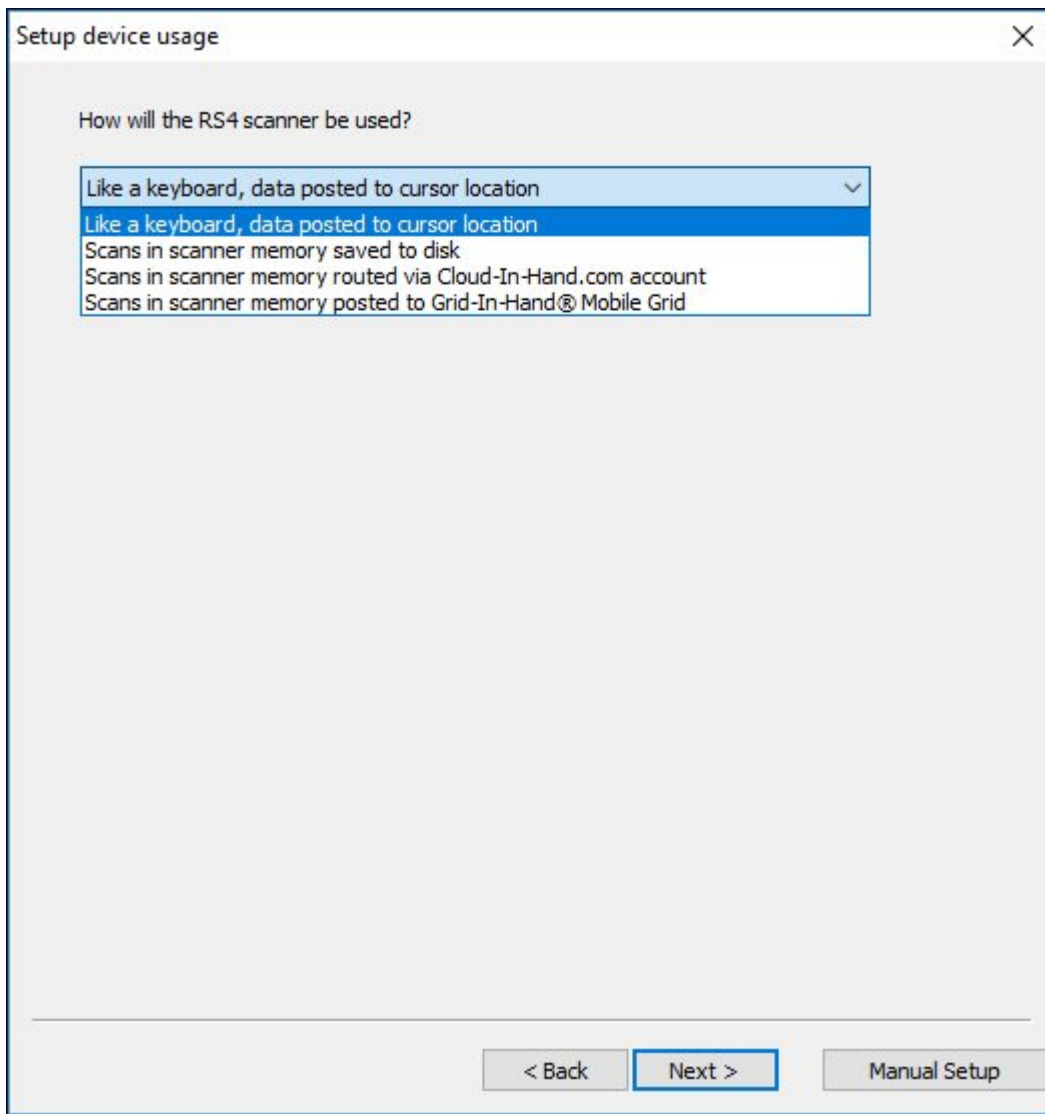 Setup device usage
How will the RS4 scanner be used?
Like a keyboard, data posted to cursor location
Like a keyboard, data posted to cursor location
Scans in scanner memory saved to disk
Scans in scanner memory routed via Cloud-In-Hand.com account
Scans in scanner memory posted to Grid-In-Hand® Mobile Grid
< Back Next > Manual Setup